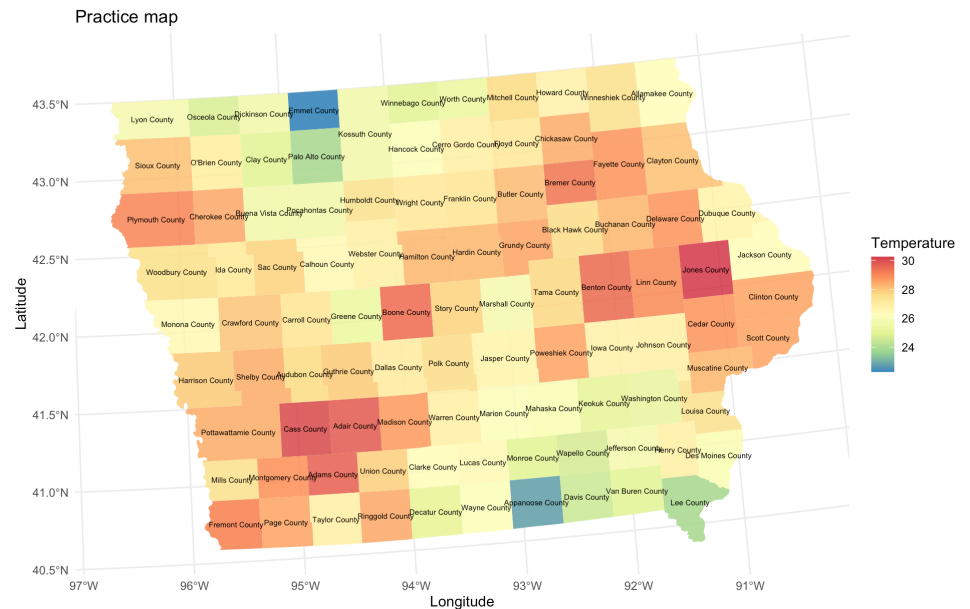 Practice map
Latitude
43.5°N
43.0°N
42.5°N
42.0°N
41.5°N
41.0°N
40.5°N
Lyon County
Osceola County
Dickinson County
Emmet County
Winnebago County
Worth County
Mitchell County
Howard County
Winneshiek County
Allamakee County
Kossuth County
Sioux County
O'Brien County
Clay County
Palo Alto County
Hancock County
Cerro Gordo County
Floyd County
Chickasaw County
Fayette County
Clayton County
Bremer County
Plymouth County
Cherokee County
Buena Vista County
Pocahontas County
Humboldt County
Wright County
Franklin County
Butler County
Black Hawk County
Buchanan County
Delaware County
Dubuque County
Woodbury County
Ida County
Sac County
Calhoun County
Webster County
Hamilton County
Hardin County
Grundy County
Tama County
Benton County
Linn County
Jones County
Jackson County
Monona County
Crawford County
Carroll County
Greene County
Boone County
Story County
Marshall County
Clinton County
Cedar County
Scott County
Harrison County
Shelby County
Audubon County
Guthrie County
Dallas County
Polk County
Jasper County
Poweshiek County
Iowa County
Johnson County
Muscatine County
Pottawattamie County
Cass County
Adair County
Madison County
Warren County
Marion County
Mahaska County
Keokuk County
Washington County
Louisa County
Mills County
Montgomery County
Adams County
Union County
Clarke County
Lucas County
Monroe County
Wapello County
Jefferson County
Henry County
Des Moines County
Fremont County
Page County
Taylor County
Ringgold County
Decatur County
Wayne County
Appanoose County
Davis County
Van Buren County
Lee County
97°W
96°W
95°W
94°W
93°W
92°W
91°W
Longitude
Temperature
30
28
26
24